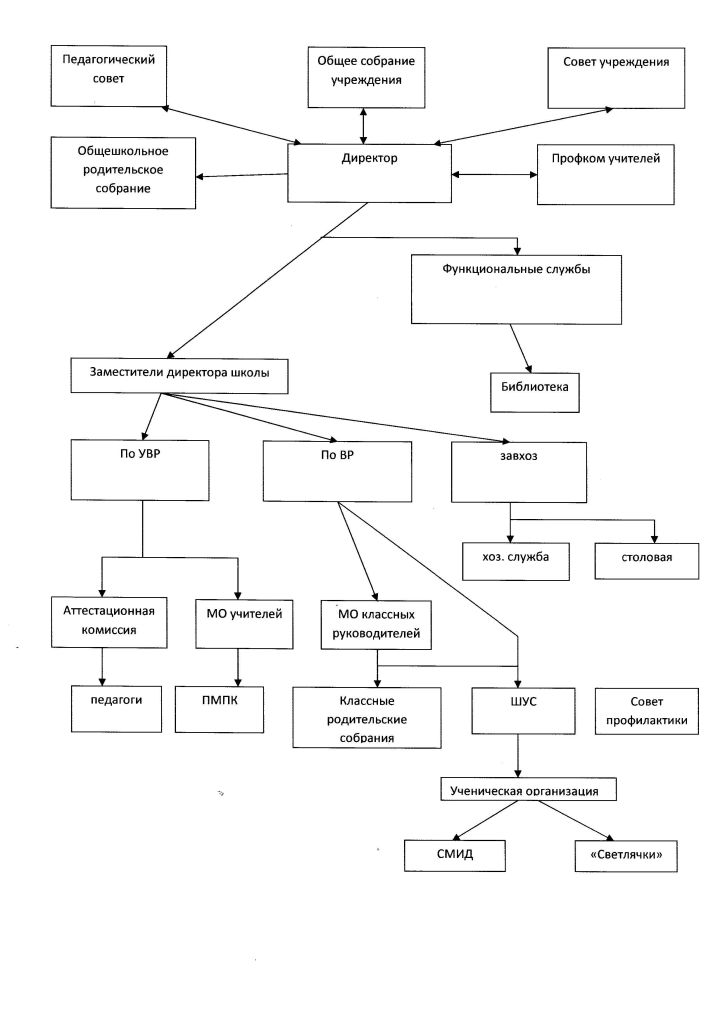 Педагогический
совет
Общее собрание
учреждения
Совет учреждения
Общешкольное
родительское
собрание
Директор
Профком учителей
Функциональные службы
Заместители директора школы
Библиотека
По УВР
По ВР
завхоз
хоз. служба
столовая
Аттестационная
комиссия
МО учителей
МО классных
руководителей
педагоги
ПМПК
Классные
родительские
собрания
ШУС
Совет
профилактики
Ученическая организация
СМИД
«Светлячки»